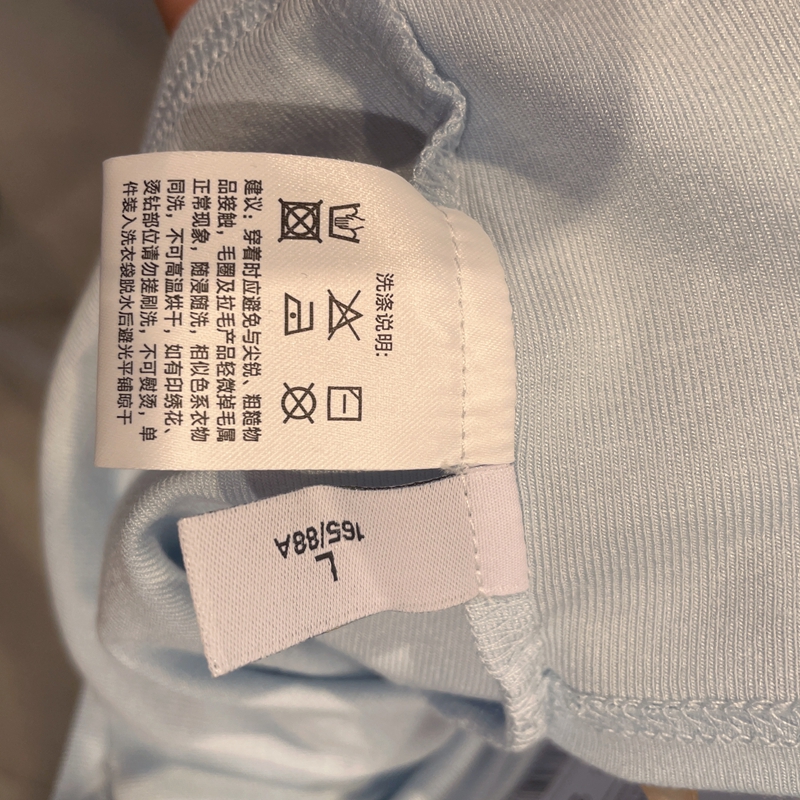 洗涤说明:
建议：穿着时应避免与尖锐、粗糙物
品接触，毛圈及拉毛产品轻微掉毛属
正常现象，随浸随洗，相似色系衣物
同洗，不可高温烘干，如有印绣花、
烫钻部位请勿搓刷洗，不可熨烫，单
件装入洗衣袋脱水后避光平铺晾干
L
165/88A